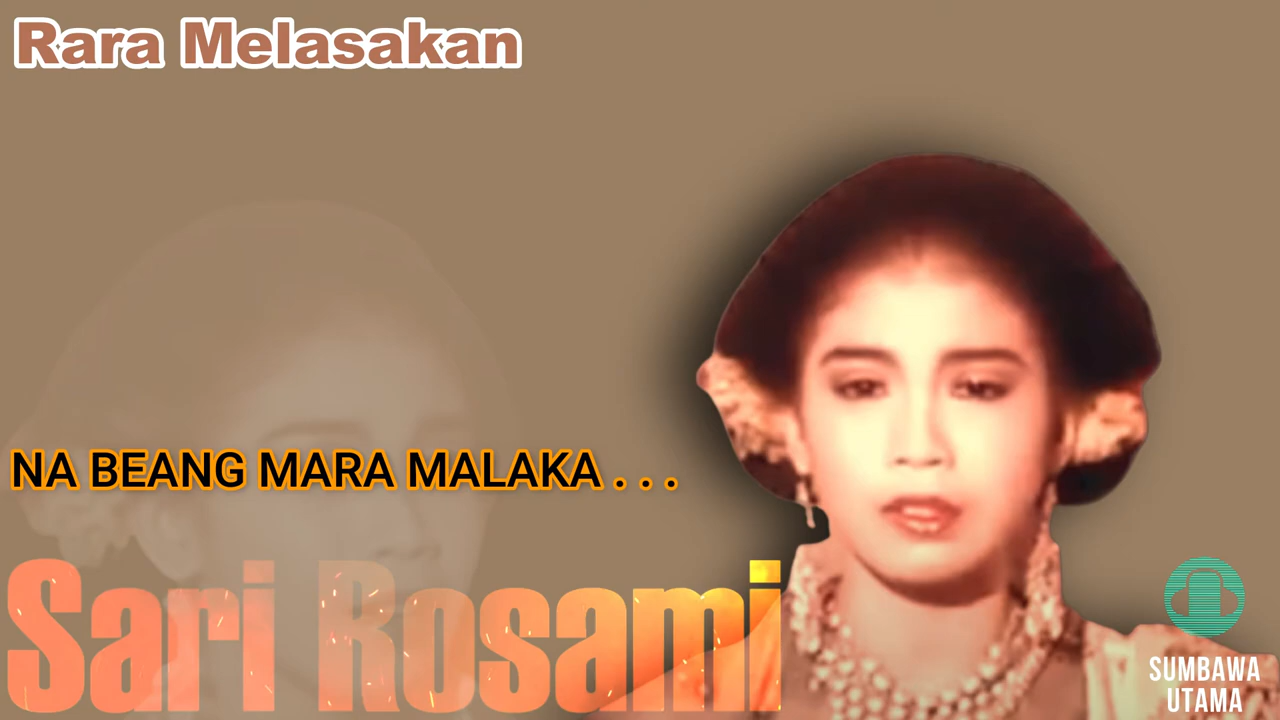 Rara Melasakan
NA BEANG MARA MALAKA . . .
Sari Rosami
SUMBAWA
UTAMA